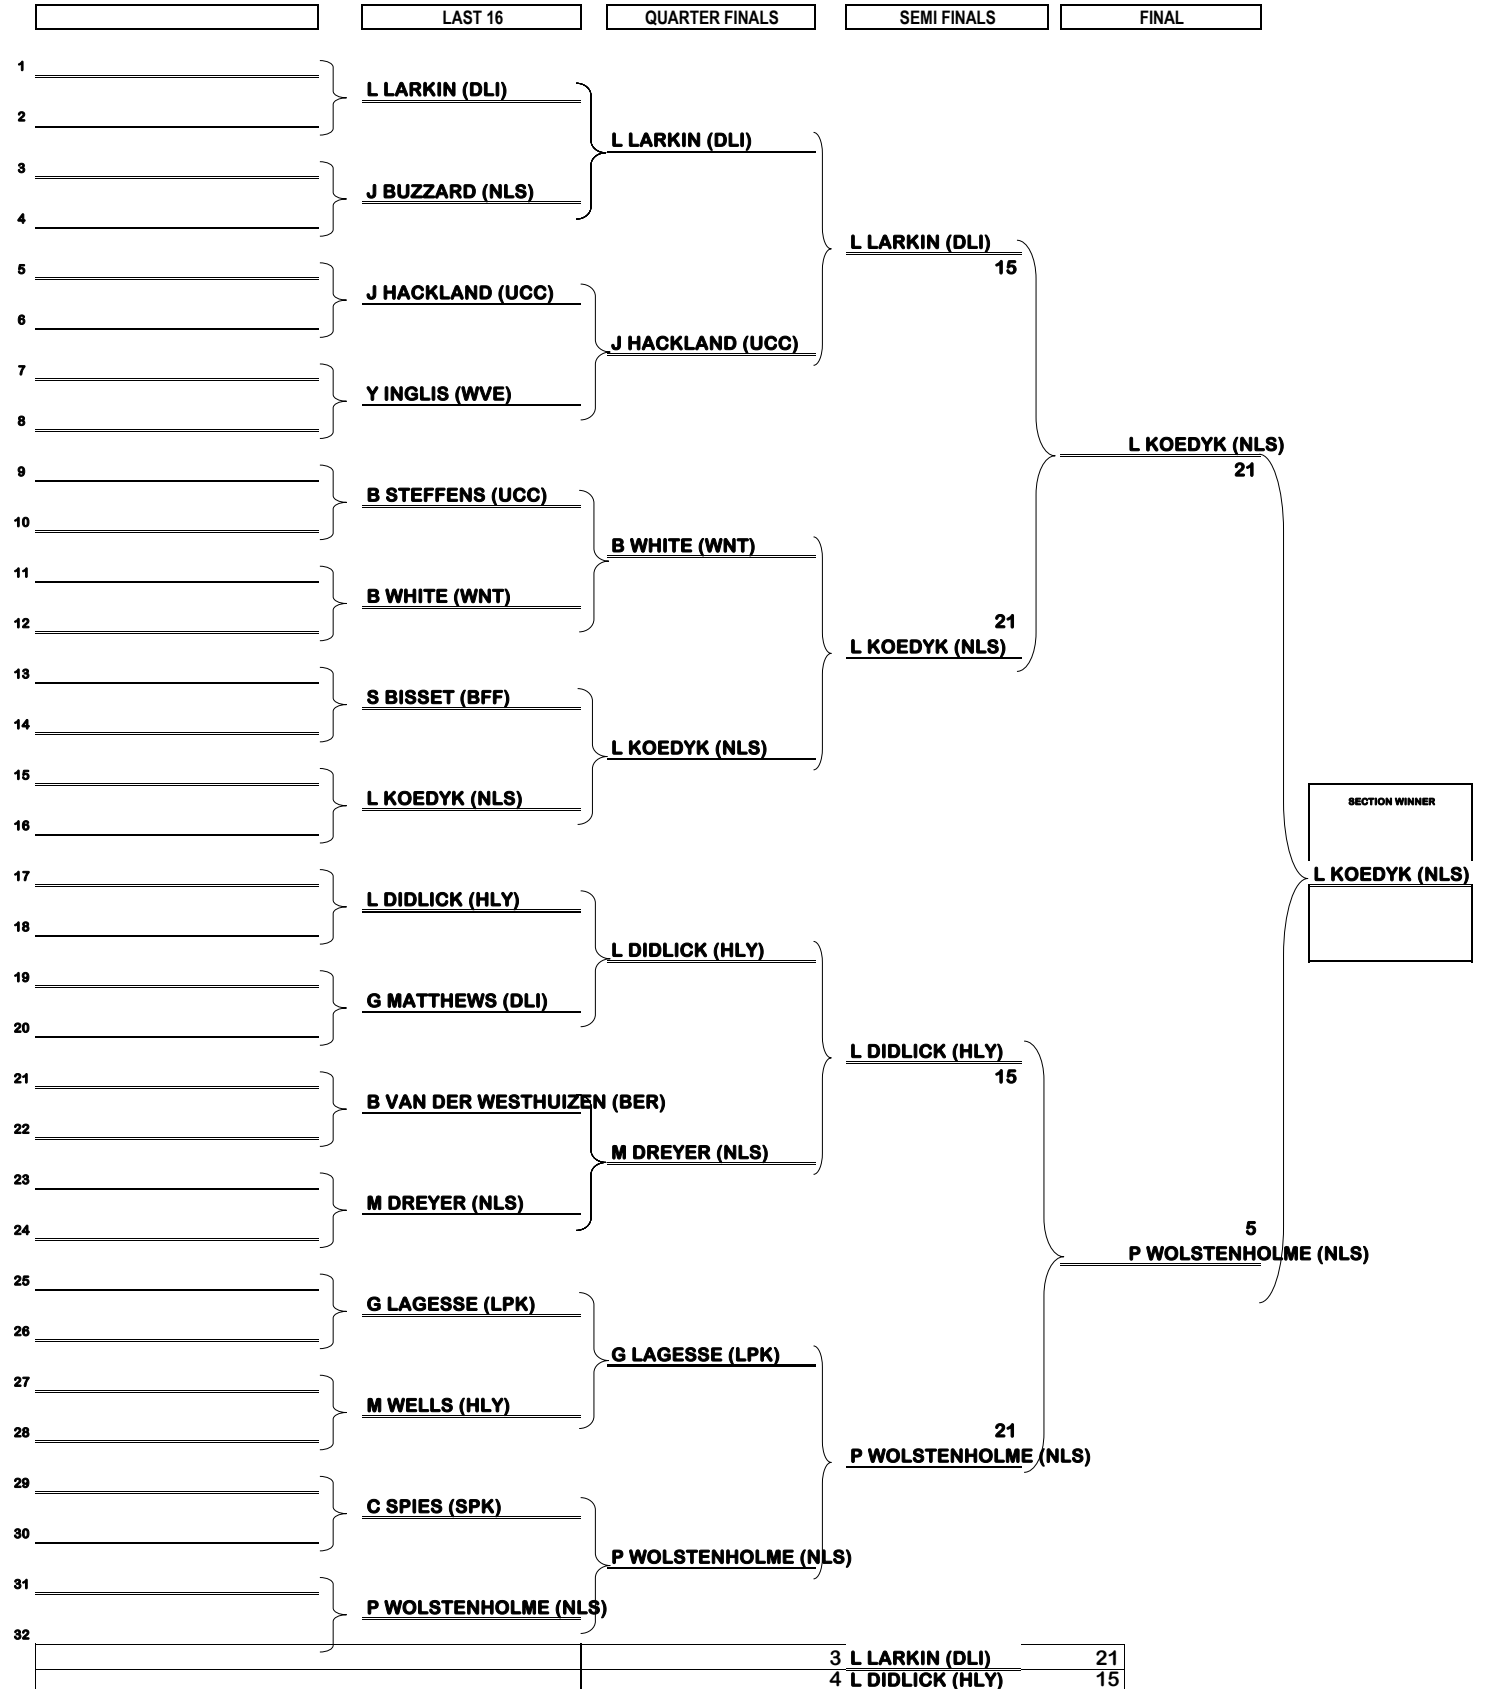 LAST 16 QUARTER FINALS SEMI FINALS FINAL
1
L LARKIN (DLI)
2
L LARKIN (DLI)
3
J BUZZARD (NLS)
4
L LARKIN (DLI)
5 15
J HACKLAND (UCC)
6
J HACKLAND (UCC)
7
Y INGLIS (WVE)
8
L KOEDYK (NLS)
9 21
B STEFFENS (UCC)
10
B WHITE (WNT)
11
B WHITE (WNT)
12 21
L KOEDYK (NLS)
13
S BISSET (BFF)
14
L KOEDYK (NLS)
15
L KOEDYK (NLS) SECTION WINNER
16
17 L KOEDYK (NLS)
L DIDLICK (HLY)
18
L DIDLICK (HLY)
19
G MATTHEWS (DLI)
20
L DIDLICK (HLY)
21 15
B VAN DER WESTHUIZEN (BER)
22
M DREYER (NLS)
23
M DREYER (NLS)
24 5
P WOLSTENHOLME (NLS)
25
G LAGESSE (LPK)
26
G LAGESSE (LPK)
27
M WELLS (HLY)
28 21
P WOLSTENHOLME (NLS)
29
C SPIES (SPK)
30
P WOLSTENHOLME (NLS)
31
P WOLSTENHOLME (NLS)
32
3 L LARKIN (DLI) 21
4 L DIDLICK (HLY) 15